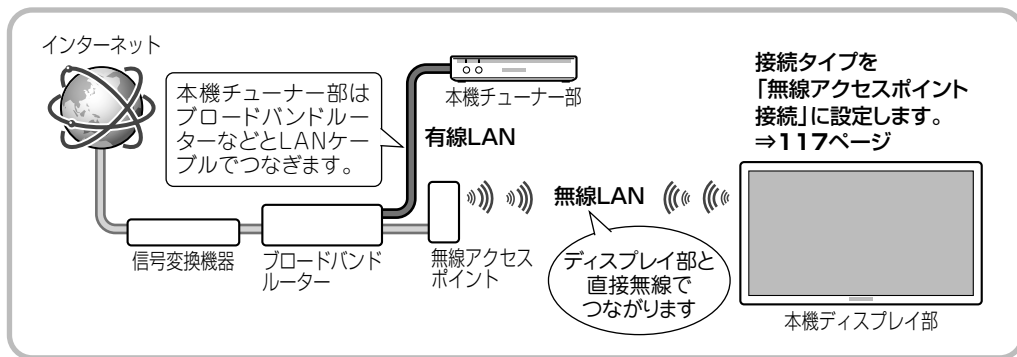 インターネット
本機チューナー部は
ブロードバンドルー
ターなどとLANケー
ブルでつなぎます。
本機チューナー部
有線LAN
接続タイプを
「無線アクセスポイント
接続」に設定します。
⇒117ページ
信号変換機器
ブロードバンド
ルーター
無線アクセス
ポイント
無線LAN
ディスプレイ部と
直接無線で
つながります
本機ディスプレイ部